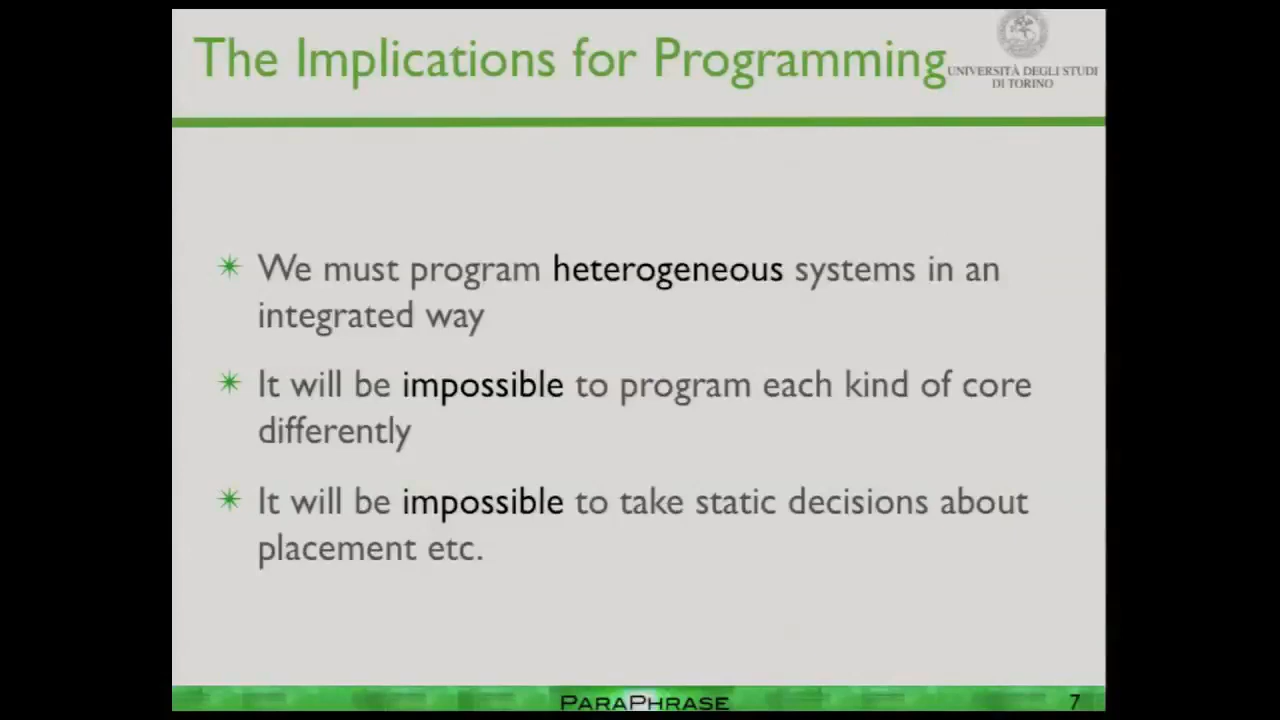 The Implications for Programming
UNIVERSITÀ DEGLI STUDI
DI TORINO
We must program heterogeneous systems in an
integrated way
It will be impossible to program each kind of core
differently
It will be impossible to take static decisions about
placement etc.
PARAPHRASE
7